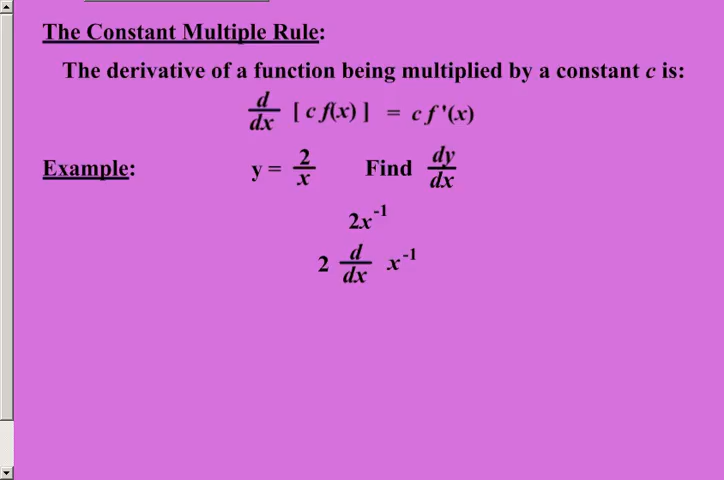 The Constant Multiple Rule:
The derivative of a function being multiplied by a constant c is:
d/dx [ c f(x) ] = c f '(x)
Example: y = 2/x Find dy/dx
2x⁻¹
2 d/dx x⁻¹